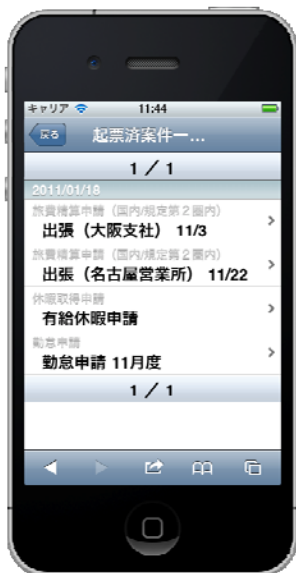 キャリア 11:44
戻る 起票済案件一...
1 / 1
2011/01/18
旅費精算申請（国内/規定第２圏内）
出張（大阪支社） 11/3
旅費精算申請（国内/規定第２圏内）
出張（名古屋営業所） 11/22
休暇取得申請
有給休暇申請
勤怠申請
勤怠申請 11月度
1 / 1